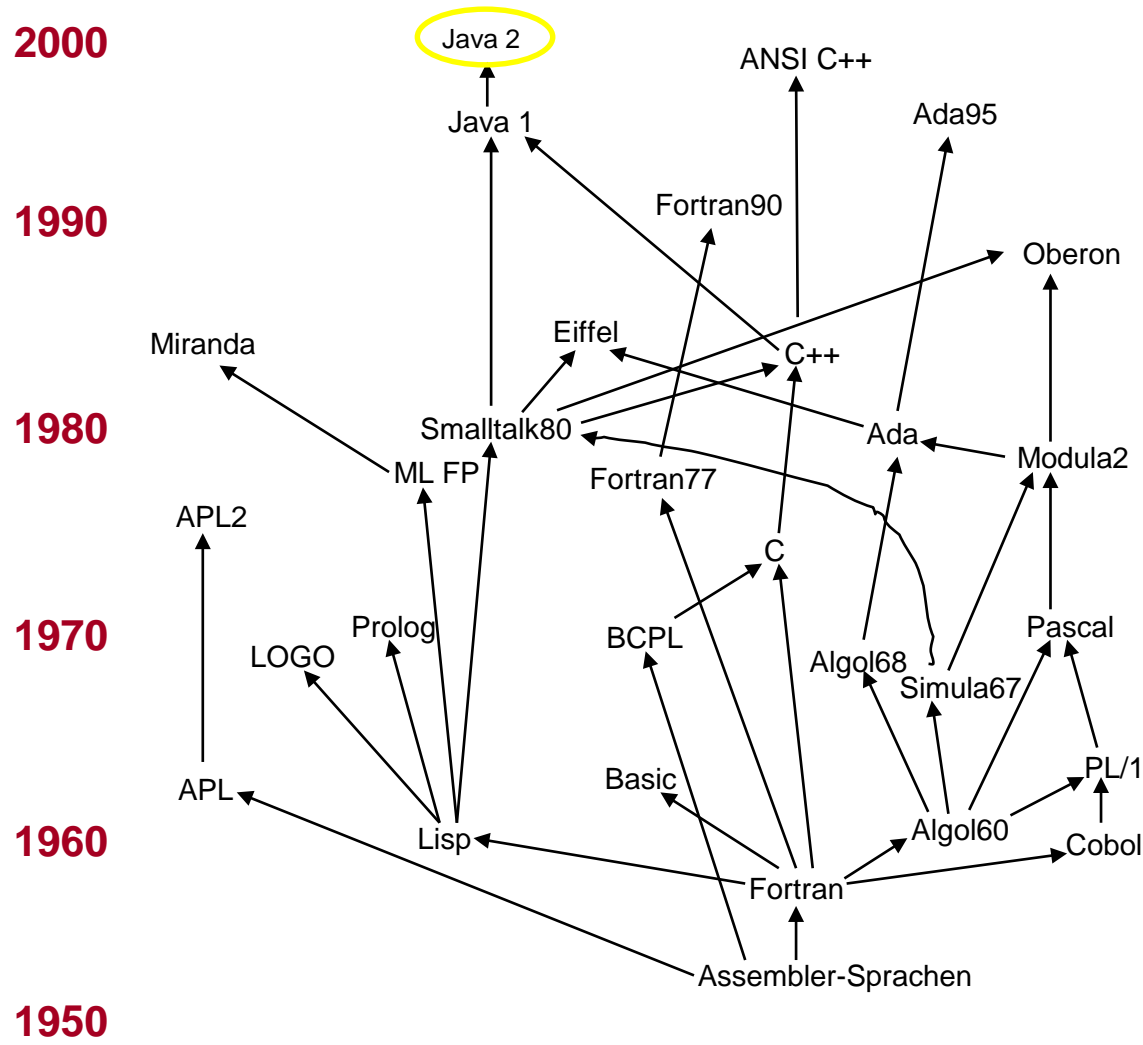 2000
Java 2
ANSI C++
Java 1
Ada95
1990
Fortran90
Oberon
Eiffel
Miranda
C++
1980
Smalltalk80
Ada
Modula2
ML FP
Fortran77
APL2
C
1970
Prolog
BCPL
Pascal
LOGO
Algol68
Simula67
APL
Basic
PL/1
1960
Lisp
Algol60
Cobol
Fortran
Assembler-Sprachen
1950